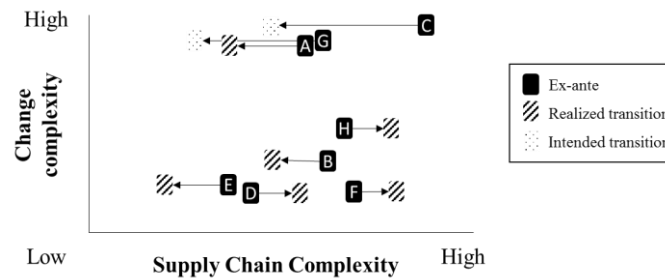 High
C
G
A
Change
complexity
Ex-ante
Realized transition
Intended transition
H
B
E
D
F
Low
Supply Chain Complexity
High